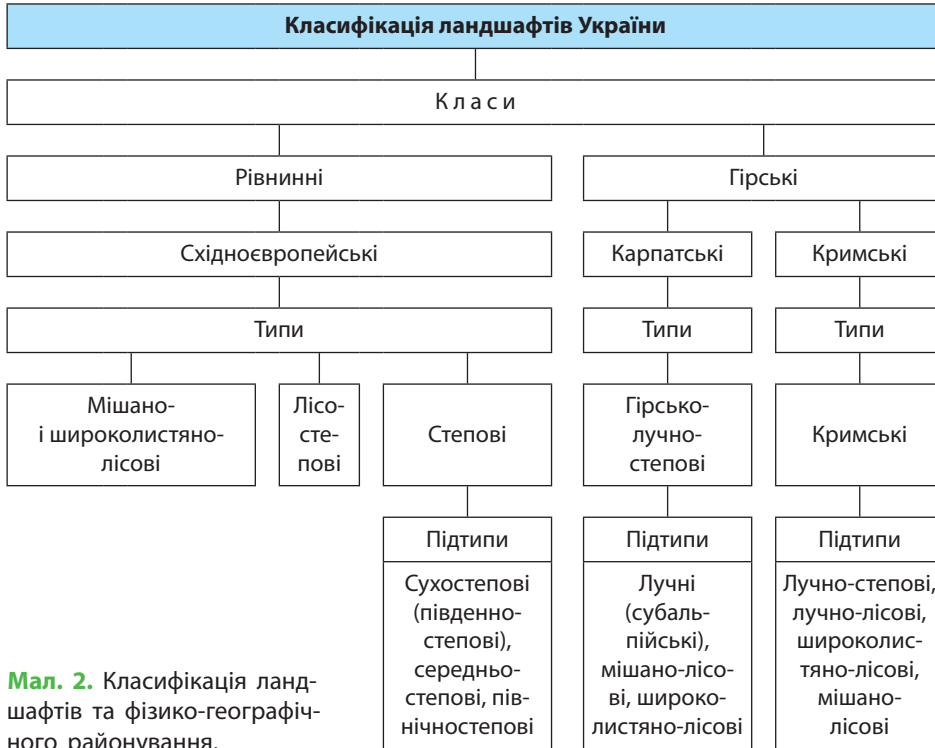 Класифікація ландшафтів України
К л а с и
Рівнинні
Гірські
Східноєвропейські
Карпатські
Кримські
Типи
Типи
Типи
Мішано-
і широколистяно-
лісові
Лісо-
сте-
пові
Степові
Гірсько-
лучно-
степові
Кримські
Підтипи
Сухостепові
(південно-
степові),
середньо-
степові, пів-
нічностепові
Підтипи
Лучні
(субаль-
пійські),
мішано-лісо-
ві, широко-
листяно-лісові
Підтипи
Лучно-степові,
лучно-лісові,
широколис-
тяно-лісові,
мішано-
лісові
Мал. 2. Класифікація ланд-
шафтів та фізико-географіч-
ного районування.